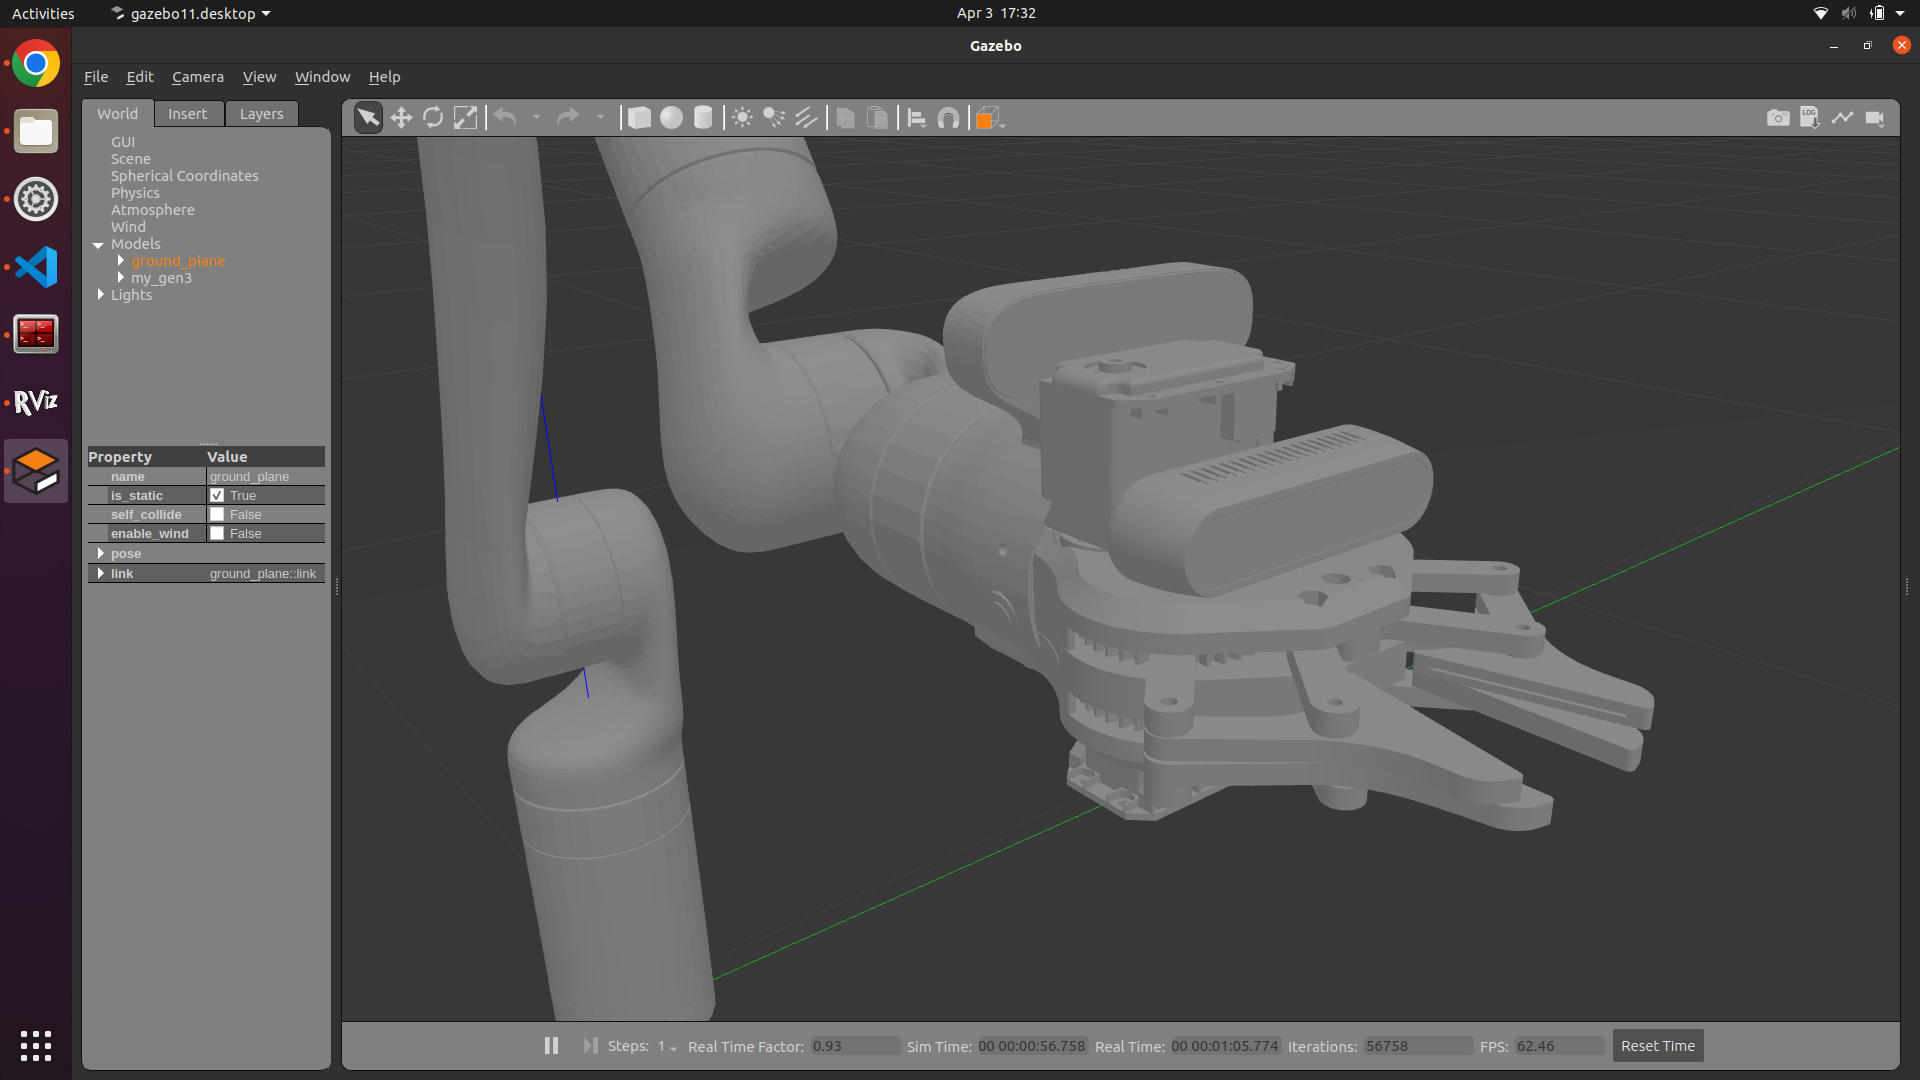 Activities gazebo11.desktop Apr 3 17:32
Gazebo
File Edit Camera View Window Help
World Insert Layers
LOG
GUI
Scene
Spherical Coordinates
Physics
Atmosphere
Wind
Models
ground_plane
my_gen3
Lights
RViz
Property Value
name ground_plane
is_static True
self_collide False
enable_wind False
pose
link ground_plane::link
Steps: 1 Real Time Factor: 0.93 Sim Time: 00 00:00:56.758 Real Time: 00 00:01:05.774 Iterations: 56758 FPS: 62.46 Reset Time